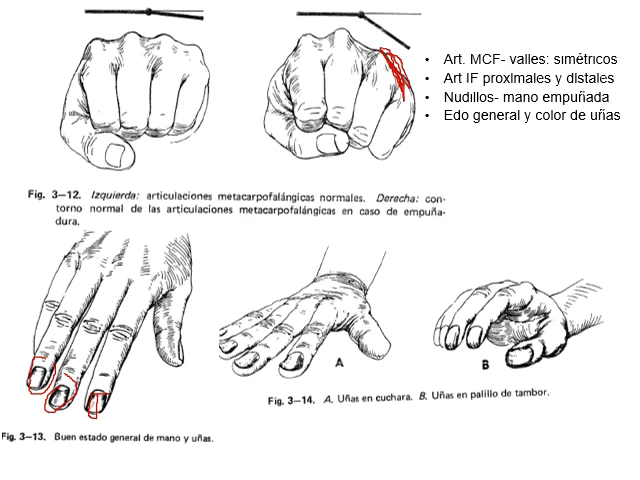 • Art. MCF- valles: simétricos
• Art IF proximales y distales
• Nudillos- mano empuñada
• Edo general y color de uñas
Fig. 3—12. Izquierda: articulaciones metacarpofalángicas normales. Derecha: con-
torno normal de las articulaciones metacarpofalángicas en caso de empuña-
dura.
A
B
Fig. 3—14. A. Uñas en cuchara. B. Uñas en palillo de tambor.
Fig. 3—13. Buen estado general de mano y uñas.